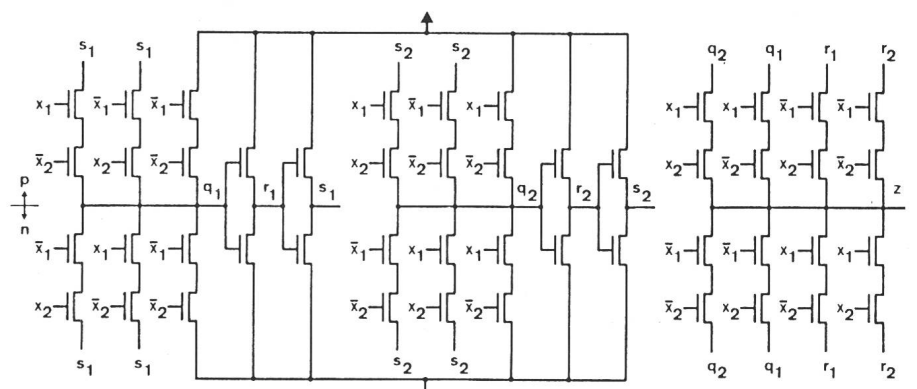 s₁ s₁ s₂ s₂ q₂ q₁ r₁ r₂
x₁ x̄₁ x̄₁ x₁ x̄₁ x₁ x₁ x̄₁ x̄₁ x̄₁
x̄₂ x₂ x̄₂ x₂ x₂ x̄₂ x₂ x̄₂ x₂ x̄₂
p q₁ r₁ s₁ q₂ r₂ s₂ z
n
x̄₁ x₁ x̄₁ x̄₁ x₁ x₁ x̄₁ x̄₁ x₁ x₁
x₂ x̄₂ x̄₂ x̄₂ x̄₂ x̄₂ x̄₂ x₂ x̄₂ x₂
s₁ s₁ s₂ s₂ q₂ q₁ r₁ r₂